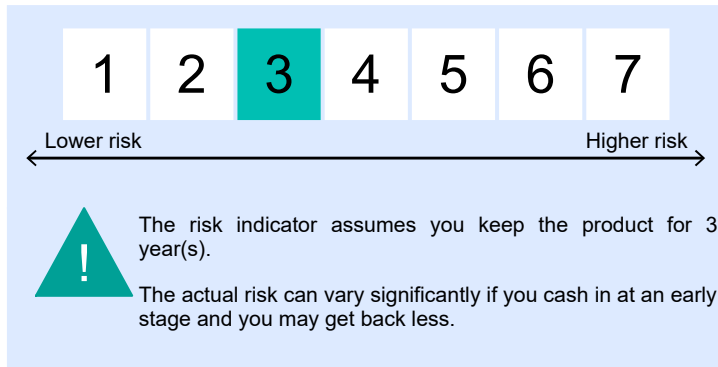 1 2 3 4 5 6 7
Lower risk Higher risk
The risk indicator assumes you keep the product for 3
year(s).
!
The actual risk can vary significantly if you cash in at an early
stage and you may get back less.